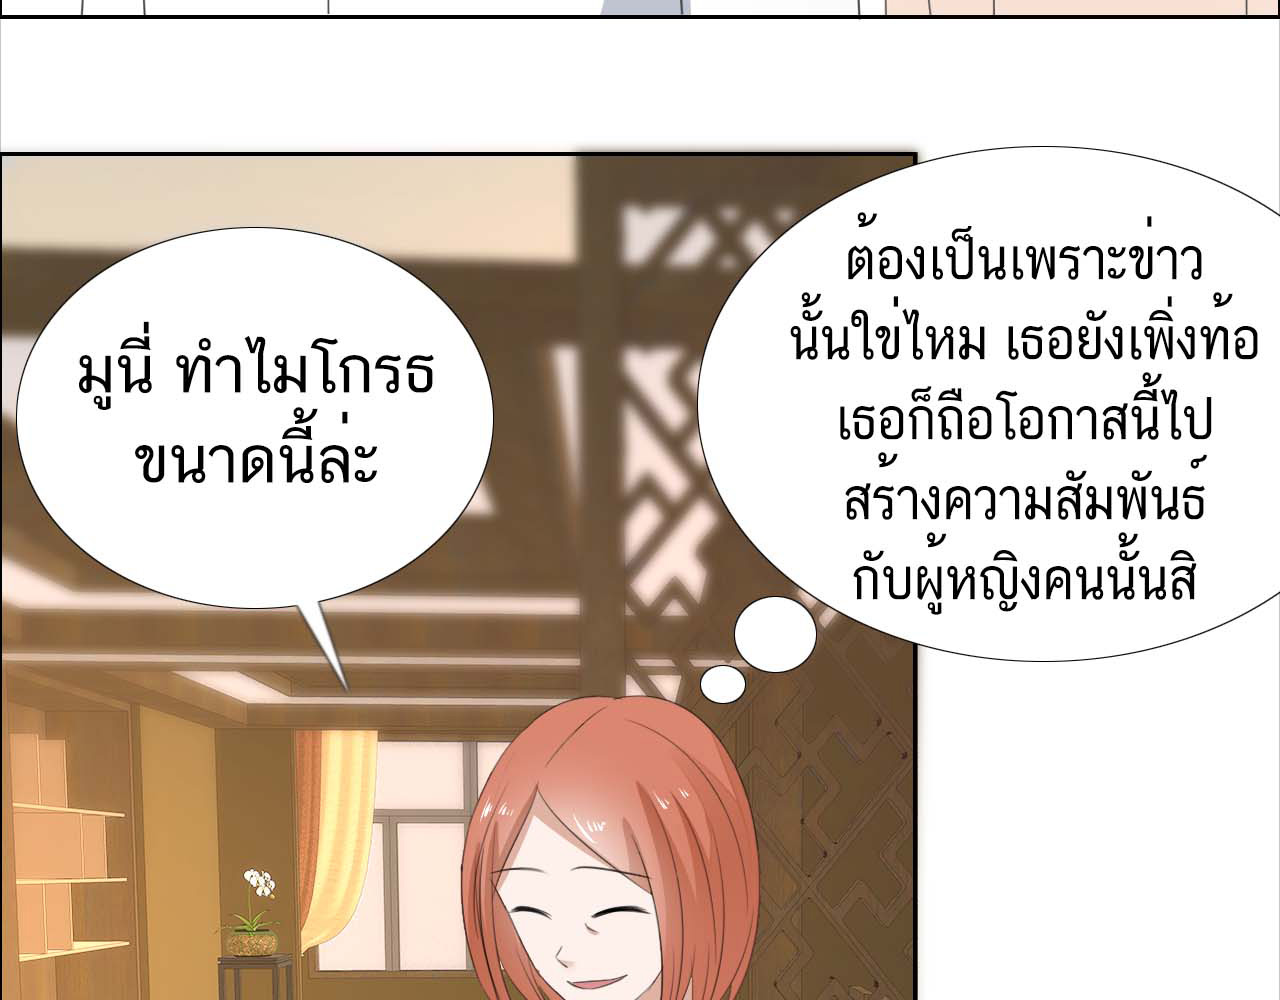 มูนี่ ทำไมโกรธ
ขนาดนี้ล่ะ
ต้องเป็นเพราะข่าว
นั้นใข่ไหม เธอยังเพิ่งท้อ
เธอก็ถือโอกาสนี้ไป
สร้างความสัมพันธ์
กับผู้หญิงคนนั้นสิ